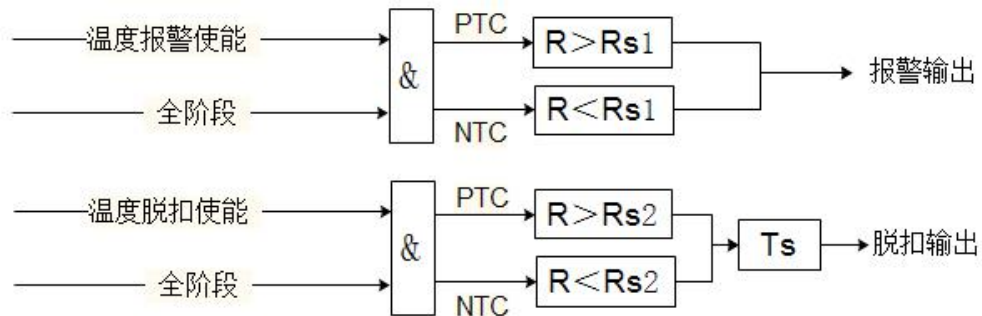 温度报警使能
全阶段
&
PTC
NTC
R＞Rs1
R＜Rs1
报警输出
温度脱扣使能
全阶段
&
PTC
NTC
R＞Rs2
R＜Rs2
Ts
脱扣输出